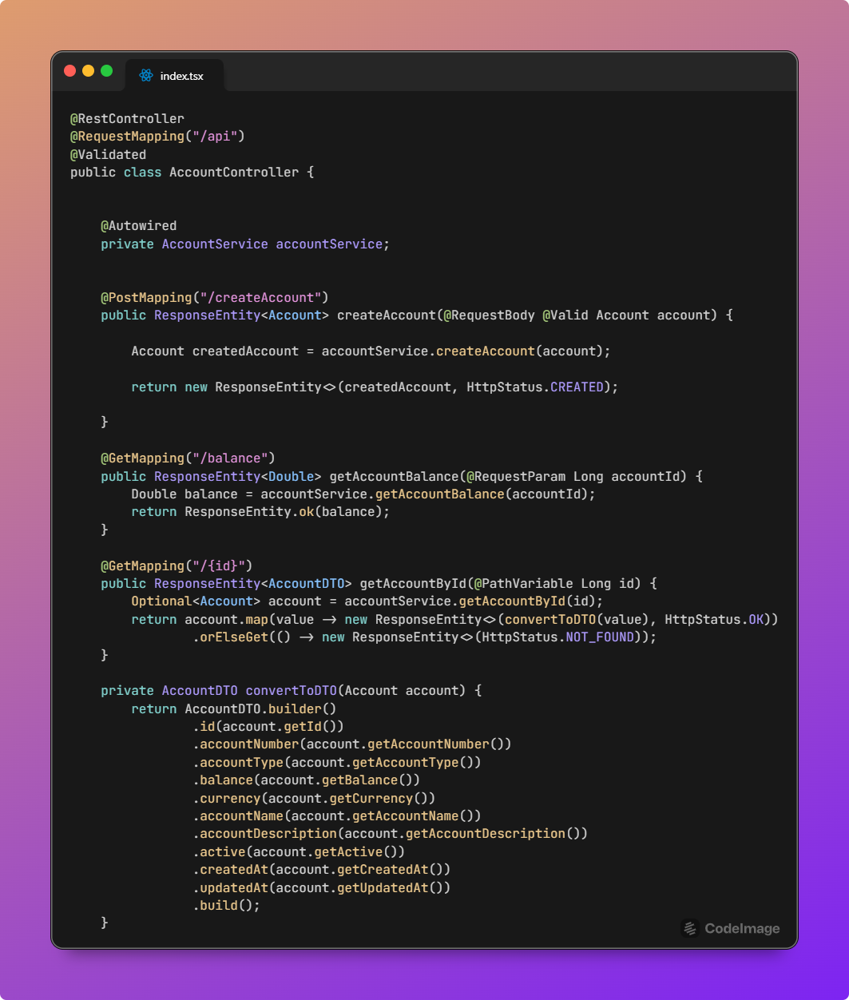 index.tsx
@RestController
@RequestMapping("/api")
@Validated
public class AccountController {
@Autowired
private AccountService accountService;
@PostMapping("/createAccount")
public ResponseEntity<Account> createAccount(@RequestBody @Valid Account account) {
Account createdAccount = accountService.createAccount(account);
return new ResponseEntity<>(createdAccount, HttpStatus.CREATED);
}
@GetMapping("/balance")
public ResponseEntity<Double> getAccountBalance(@RequestParam Long accountId) {
Double balance = accountService.getAccountBalance(accountId);
return ResponseEntity.ok(balance);
}
@GetMapping("/{id}")
public ResponseEntity<AccountDTO> getAccountById(@PathVariable Long id) {
Optional<Account> account = accountService.getAccountById(id);
return account.map(value -> new ResponseEntity<>(convertToDTO(value), HttpStatus.OK))
.orElseGet(() -> new ResponseEntity<>(HttpStatus.NOT_FOUND));
}
private AccountDTO convertToDTO(Account account) {
return AccountDTO.builder()
.id(account.getId())
.accountNumber(account.getAccountNumber())
.accountType(account.getAccountType())
.balance(account.getBalance())
.currency(account.getCurrency())
.accountName(account.getAccountName())
.accountDescription(account.getAccountDescription())
.active(account.getActive())
.createdAt(account.getCreatedAt())
.updatedAt(account.getUpdatedAt())
.build();
}
CodeImage